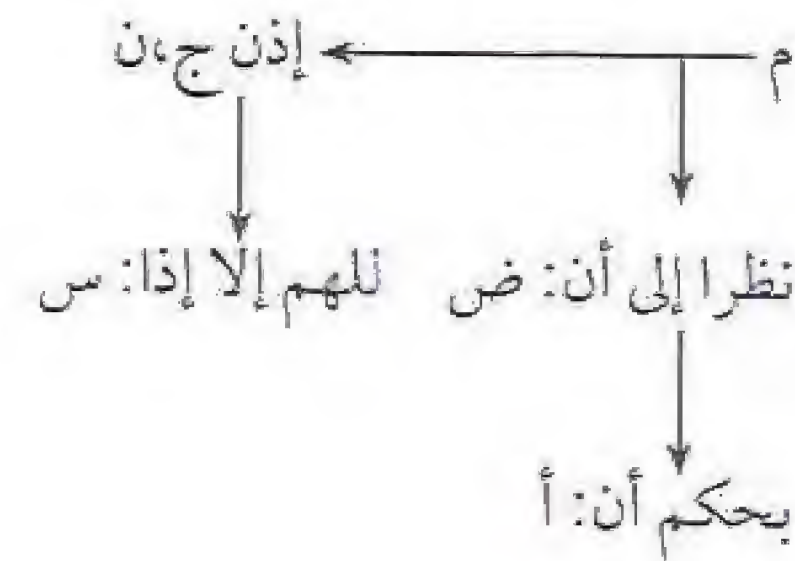 م إذن ج، ن
نظرا إلى أن: ض للهم إلا إذا: س
بحكم أن: أ